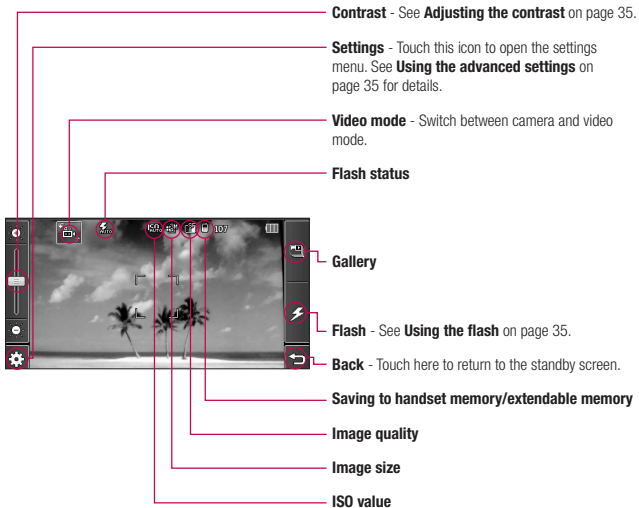 Contrast - See Adjusting the contrast on page 35.
Settings - Touch this icon to open the settings
menu. See Using the advanced settings on
page 35 for details.
Video mode - Switch between camera and video
mode.
Flash status
AUTO
ISO
AUTO
107
Gallery
Flash - See Using the flash on page 35.
Back - Touch here to return to the standby screen.
Saving to handset memory/extendable memory
Image quality
Image size
ISO value